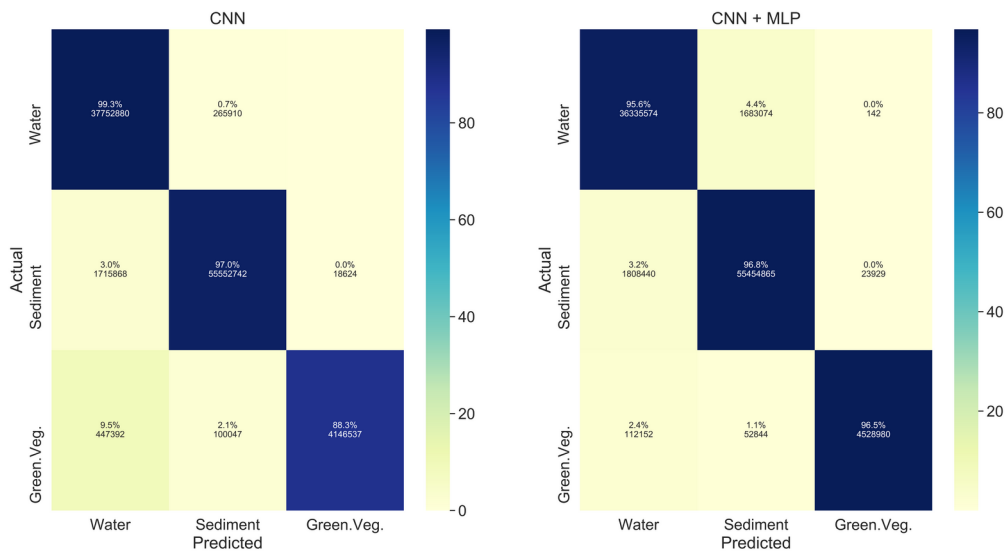 CNN
Actual
Water
99.3%
37752880
0.7%
265910
Sediment
3.0%
1715868
97.0%
55552742
0.0%
18624
Green.Veg.
9.5%
447392
2.1%
100047
88.3%
4146537
Water
Sediment
Green.Veg.
Predicted
80
60
40
20
0
CNN + MLP
Actual
Water
95.6%
36335574
4.4%
1683074
0.0%
142
Sediment
3.2%
1808440
96.8%
55454865
0.0%
23929
Green.Veg.
2.4%
112152
1.1%
52844
96.5%
4528980
Water
Sediment
Green.Veg.
Predicted
80
60
40
20